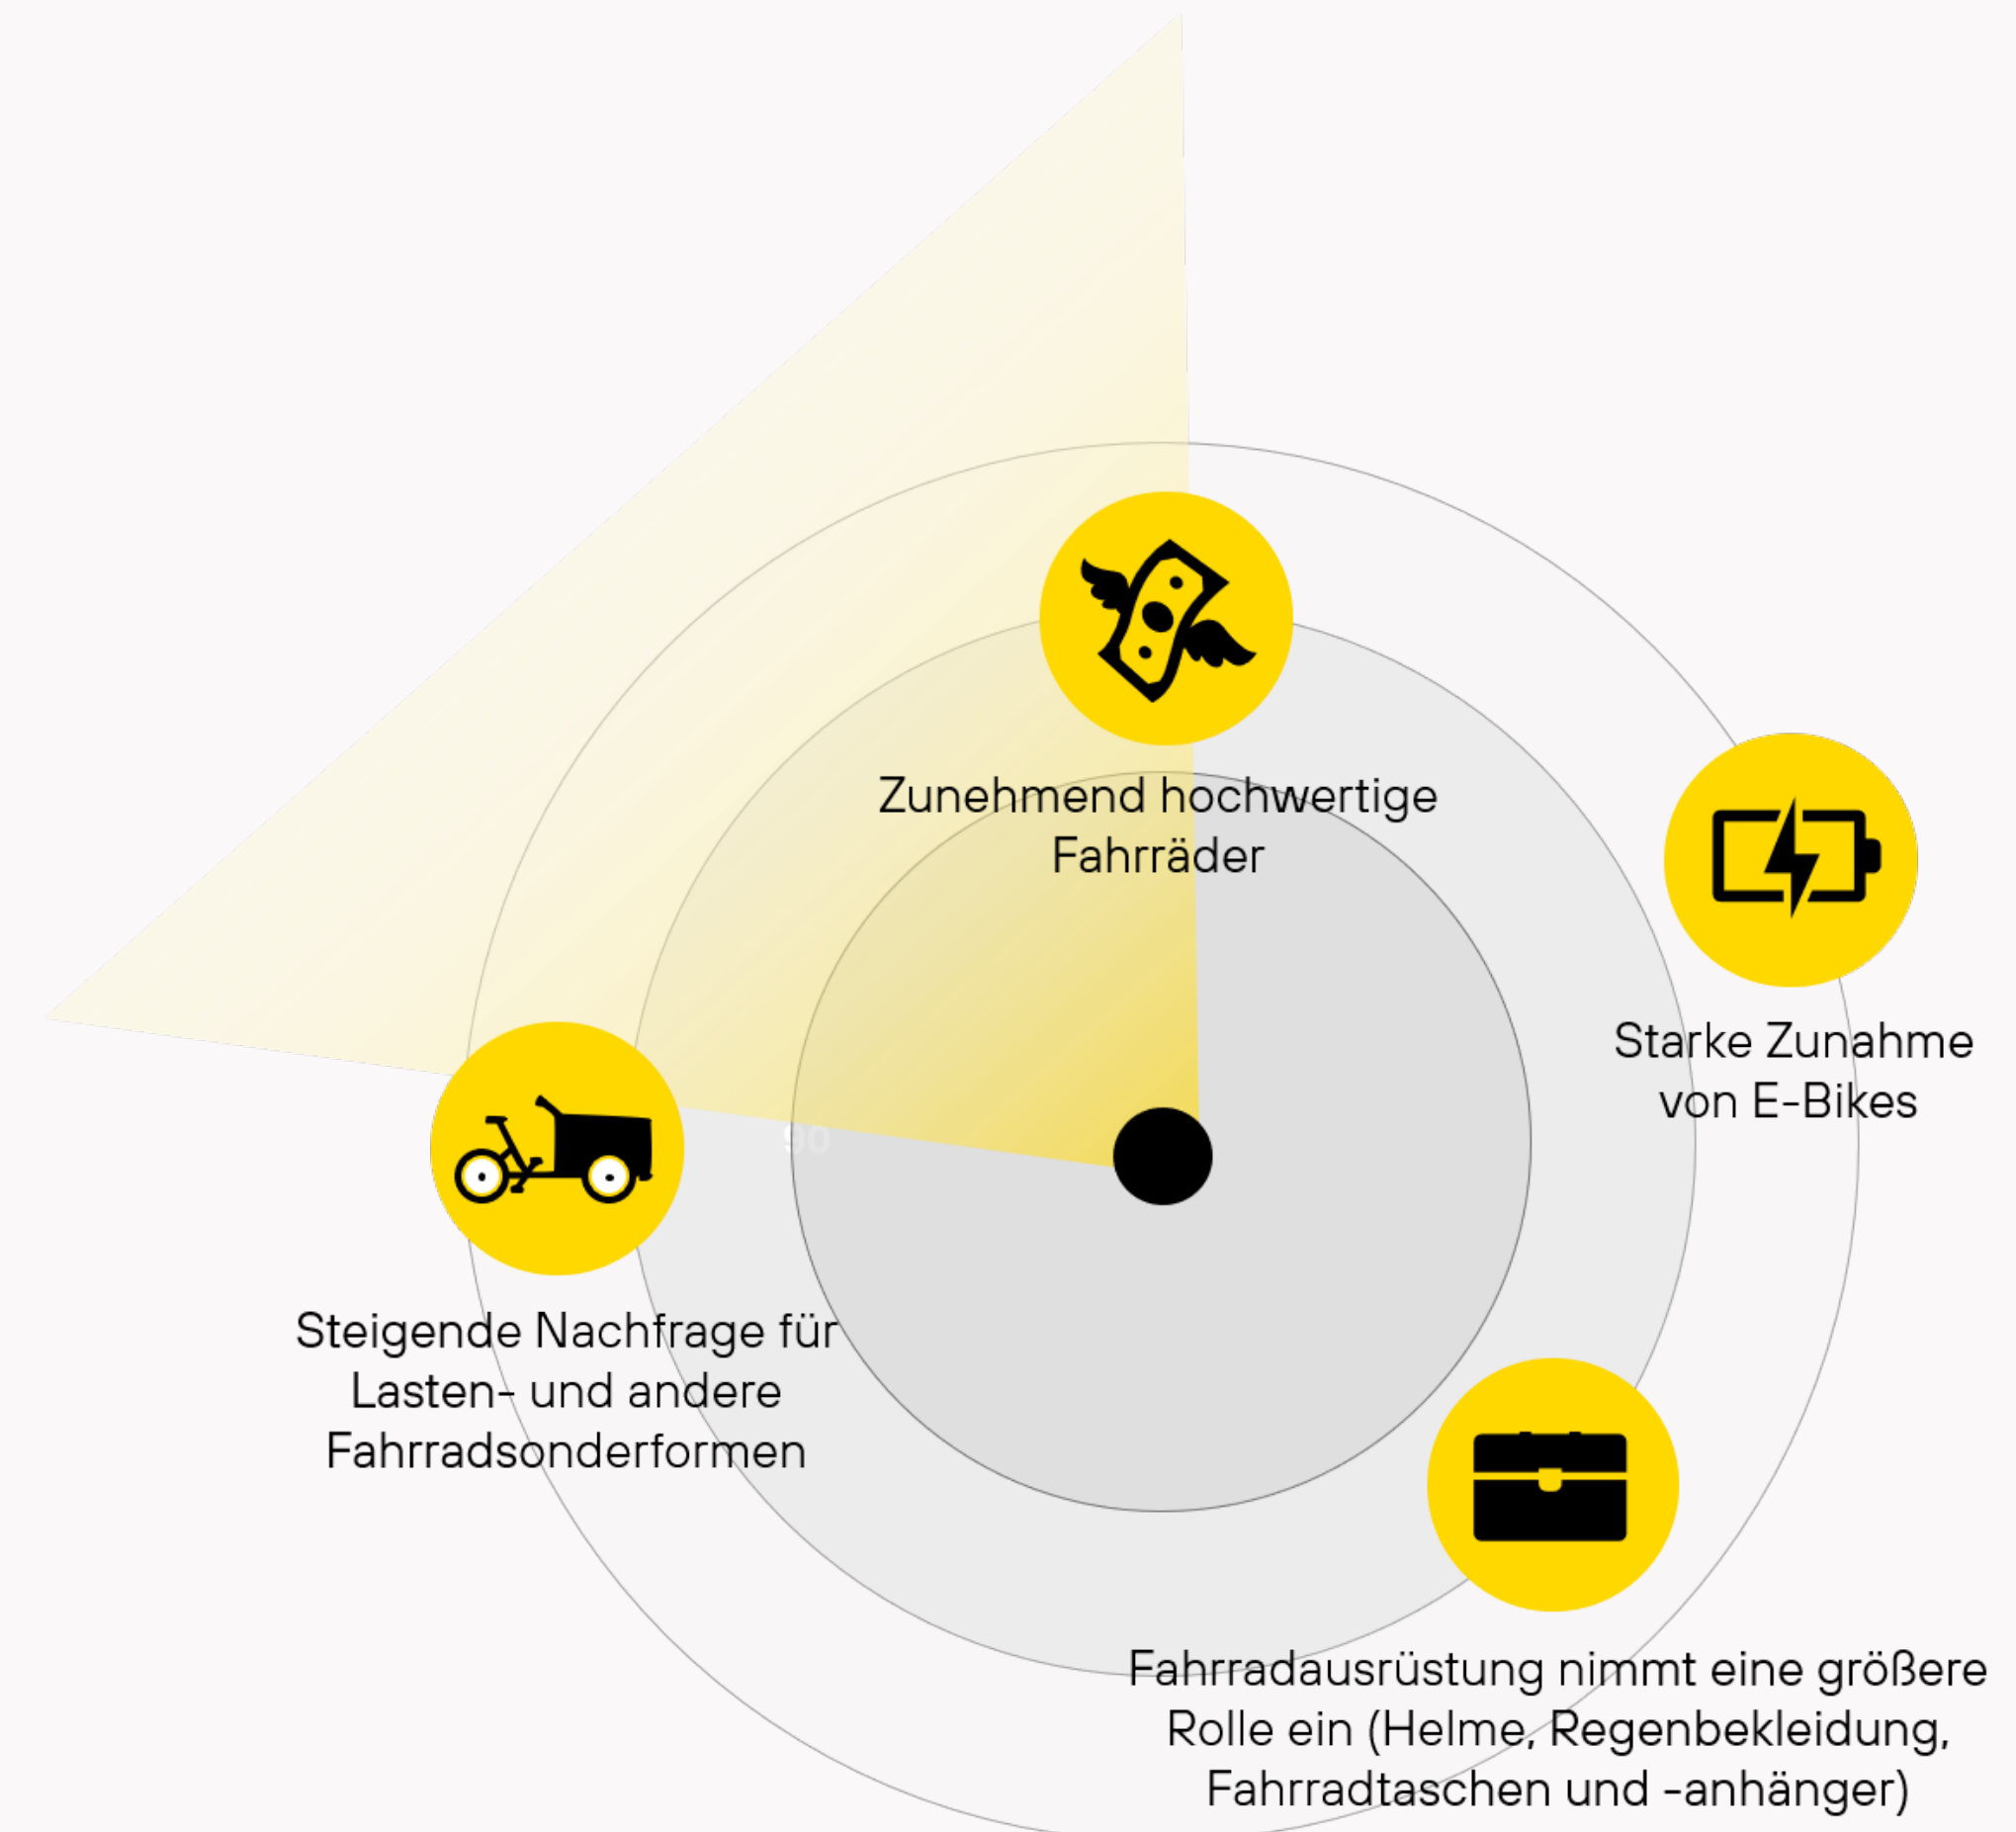 Zunehmend hochwertige
Fahrräder
Starke Zunahme
von E-Bikes
90
Steigende Nachfrage für
Lasten- und andere
Fahrradsonderformen
Fahrradausrüstung nimmt eine größere
Rolle ein (Helme, Regenbekleidung,
Fahrradtaschen und -anhänger)